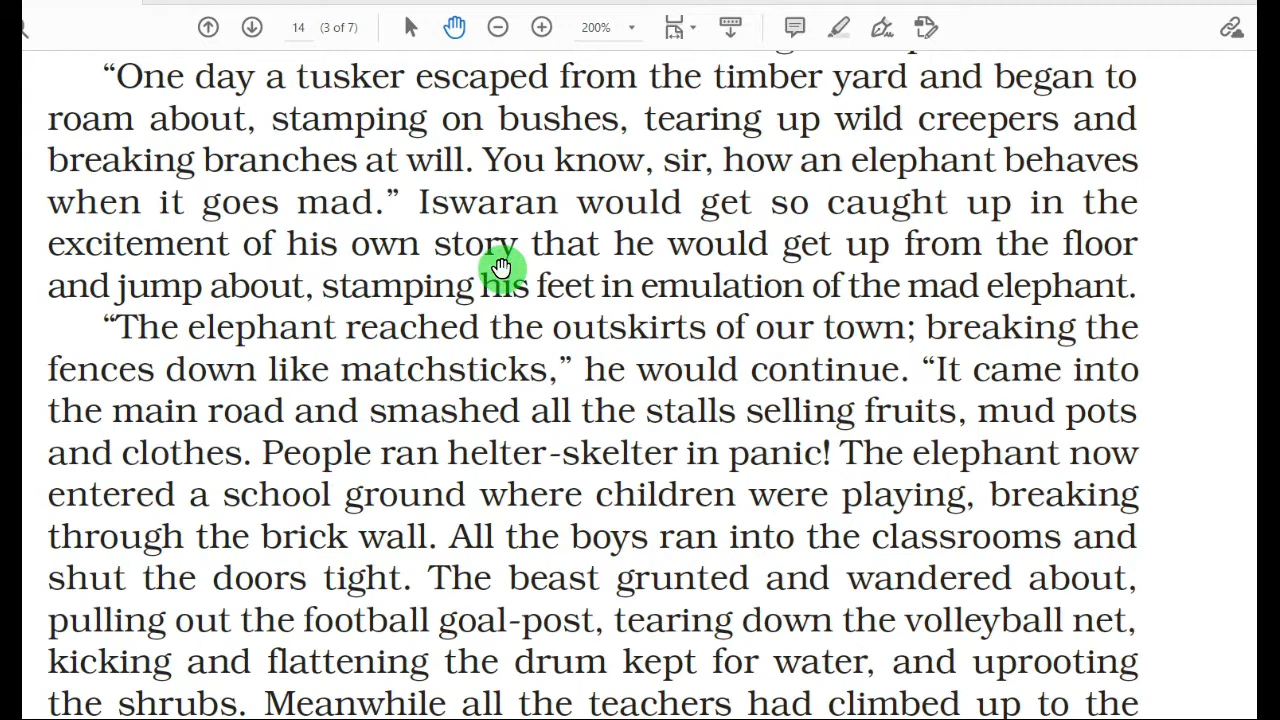 14 (3 of 7) 200%
“One day a tusker escaped from the timber yard and began to
roam about, stamping on bushes, tearing up wild creepers and
breaking branches at will. You know, sir, how an elephant behaves
when it goes mad.” Iswaran would get so caught up in the
excitement of his own story that he would get up from the floor
and jump about, stamping his feet in emulation of the mad elephant.
“The elephant reached the outskirts of our town; breaking the
fences down like matchsticks,” he would continue. “It came into
the main road and smashed all the stalls selling fruits, mud pots
and clothes. People ran helter-skelter in panic! The elephant now
entered a school ground where children were playing, breaking
through the brick wall. All the boys ran into the classrooms and
shut the doors tight. The beast grunted and wandered about,
pulling out the football goal-post, tearing down the volleyball net,
kicking and flattening the drum kept for water, and uprooting
the shrubs. Meanwhile all the teachers had climbed up to the